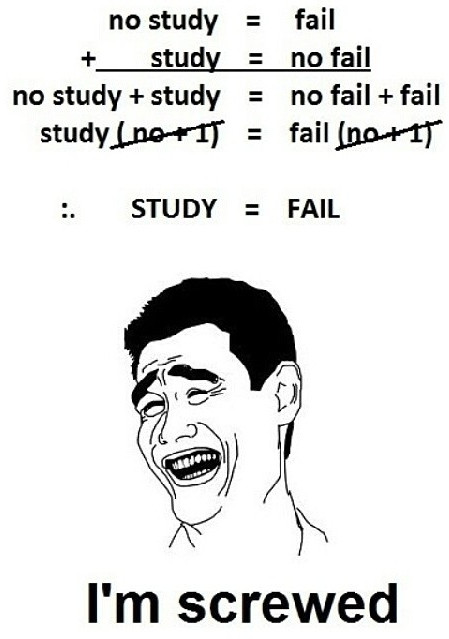 no study = fail
+ study = no fail
no study + study = no fail + fail
study ( no + 1) = fail (no + 1)
:. STUDY = FAIL
I'm screwed